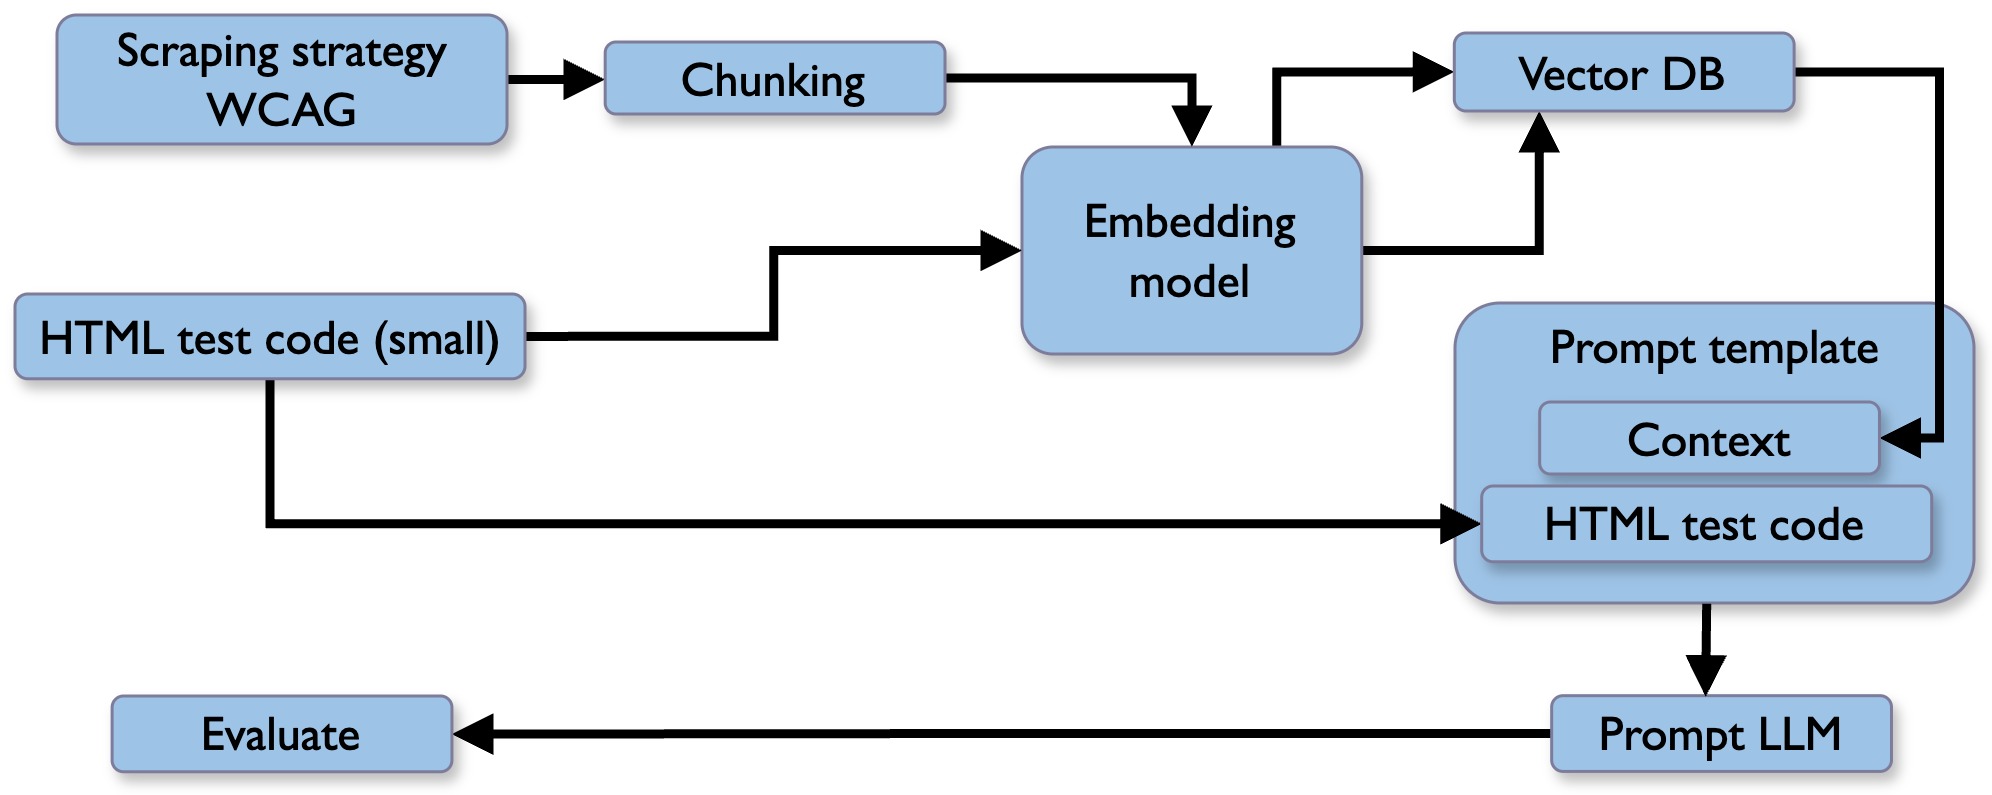 Scraping strategy
WCAG
Chunking
Vector DB
Embedding
model
HTML test code (small)
Prompt template
Context
HTML test code
Prompt LLM
Evaluate